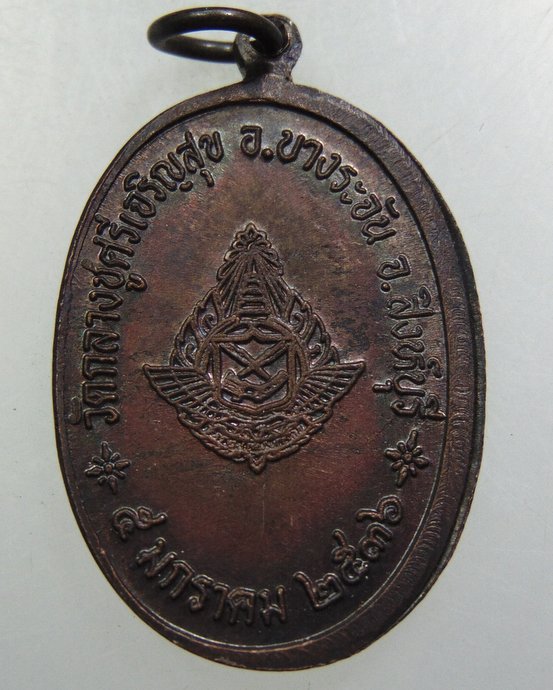 วัดกลางชูศรีเจริญสุข อ.บางระจัน จ.สิงห์บุรี
๕ มกราคม ๒๕๓๖